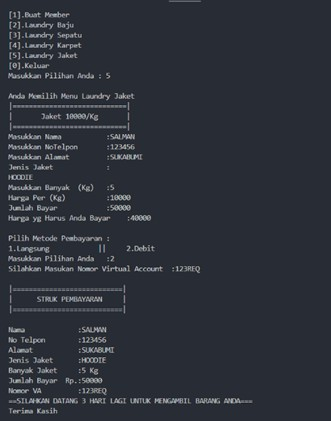 [1].Buat Member
[2].Laundry Baju
[3].Laundry Sepatu
[4].Laundry Karpet
[5].Laundry Jaket
[0].Keluar
Masukkan Pilihan Anda : 5

Anda Memilih Menu Laundry Jaket
|============================|
|       Jaket 10000/Kg       |
|============================|
Masukkan Nama          :SALMAN
Masukkan NoTelpon      :123456
Masukkan Alamat        :SUKABUMI
Jenis Jaket            :
HOODIE
Masukkan Banyak  (Kg)  :5
Harga Per (Kg)         :10000
Jumlah Bayar           :50000
Harga yg Harus Anda Bayar    :40000

Pilih Metode Pembayaran :
1.Langsung           ||     2.Debit
Masukkan Pilihan Anda   :2
Silahkan Masukan Nomor Virtual Account  :123REQ

|===========================|
|      STRUK PEMBAYARAN     |
|===========================|

Nama             :SALMAN
No Telpon        :123456
Alamat           :SUKABUMI
Jenis Jaket      :HOODIE
Banyak Jaket     :5 Kg
Jumlah Bayar  Rp.:50000
Nomor VA         :123REQ
==SILAHKAN DATANG 3 HARI LAGI UNTUK MENGAMBIL BARANG ANDA===
Terima Kasih